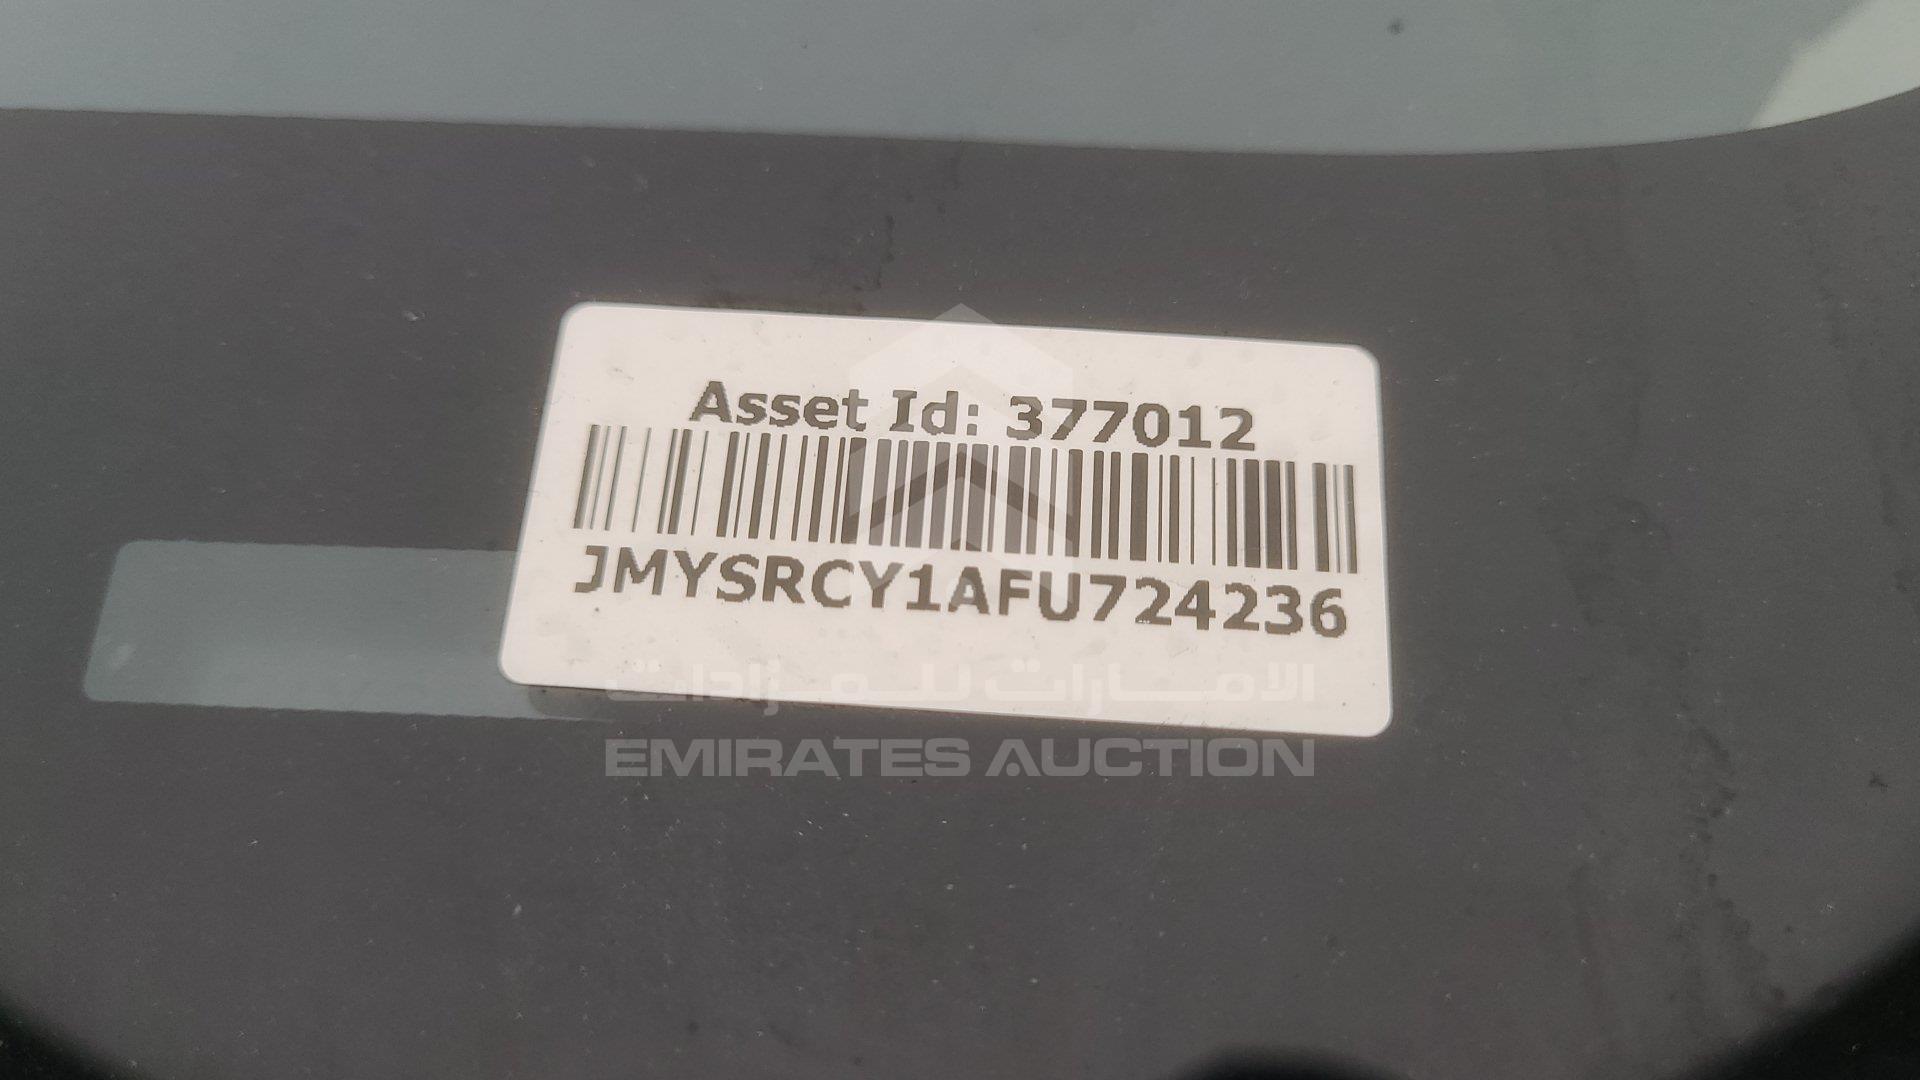 Asset Id: 377012
JMYSRCY1AFU724236
الامارات للمزادات
EMIRATES AUCTION